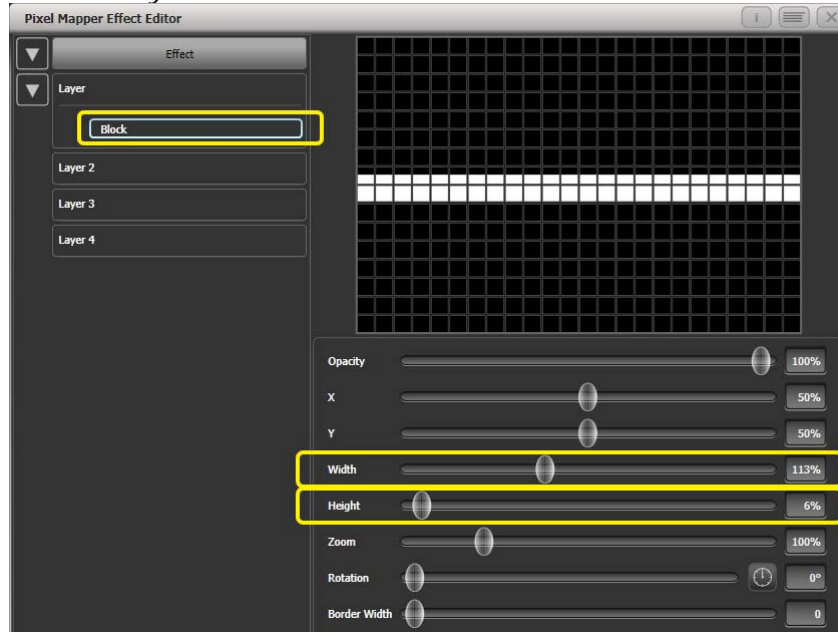 Pixel Mapper Effect Editor
Effect
Layer
Block
Layer 2
Layer 3
Layer 4
Opacity 100%
X 50%
Y 50%
Width 113%
Height 6%
Zoom 100%
Rotation 0°
Border Width 0